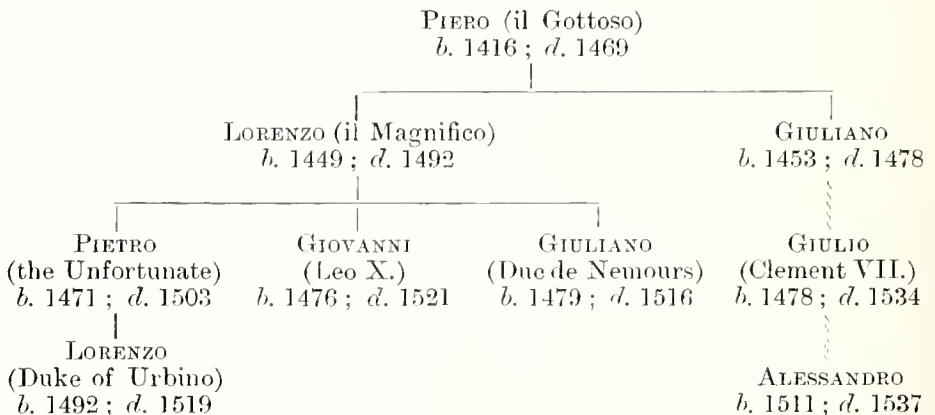 PIERO (il Gottoso)
b. 1416 ; d. 1469
LORENZO (il Magnifico)
b. 1449 ; d. 1492
GIULIANO
b. 1453 ; d. 1478
PIETRO
(the Unfortunate)
b. 1471 ; d. 1503
GIOVANNI
(Leo X.)
b. 1476 ; d. 1521
GIULIANO
(Duc de Nemours)
b. 1479 ; d. 1516
GIULIO
(Clement VII.)
b. 1478 ; d. 1534
LORENZO
(Duke of Urbino)
b. 1492 ; d. 1519
ALESSANDRO
b. 1511 ; d. 1537